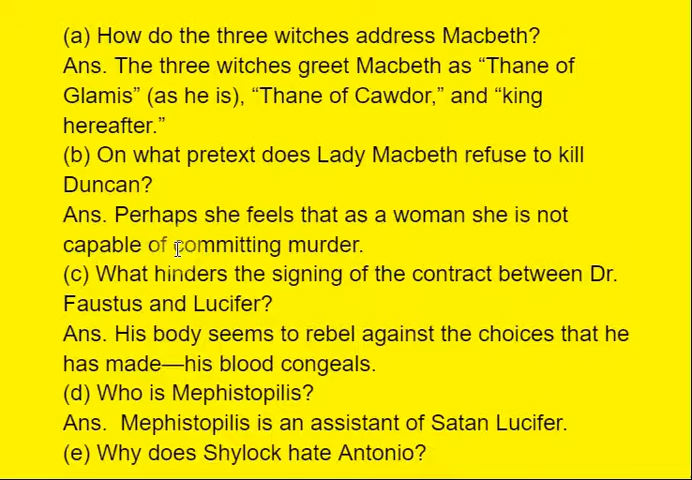 (a) How do the three witches address Macbeth?
Ans. The three witches greet Macbeth as “Thane of
Glamis” (as he is), “Thane of Cawdor,” and “king
hereafter.”
(b) On what pretext does Lady Macbeth refuse to kill
Duncan?
Ans. Perhaps she feels that as a woman she is not
capable of committing murder.
(c) What hinders the signing of the contract between Dr.
Faustus and Lucifer?
Ans. His body seems to rebel against the choices that he
has made—his blood congeals.
(d) Who is Mephistopilis?
Ans.  Mephistopilis is an assistant of Satan Lucifer.
(e) Why does Shylock hate Antonio?